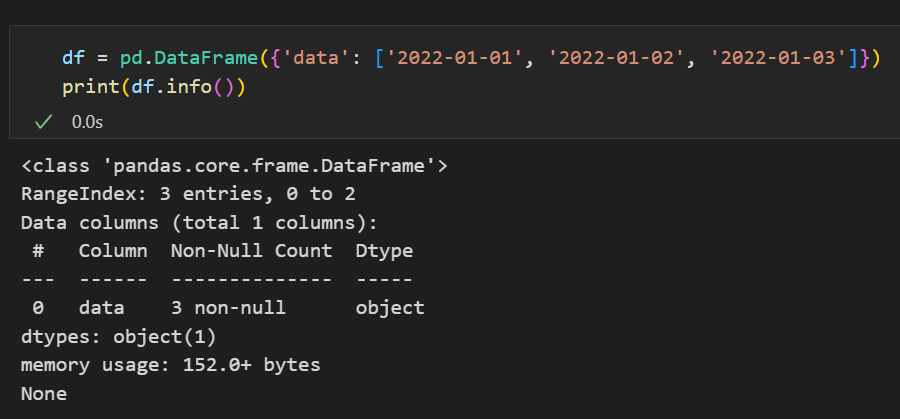 df = pd.DataFrame({'data': ['2022-01-01', '2022-01-02', '2022-01-03']})
print(df.info())
0.0s
<class 'pandas.core.frame.DataFrame'>
RangeIndex: 3 entries, 0 to 2
Data columns (total 1 columns):
 #   Column  Non-Null Count  Dtype
---  ------  --------------  -----
 0   data    3 non-null      object
dtypes: object(1)
memory usage: 152.0+ bytes
None